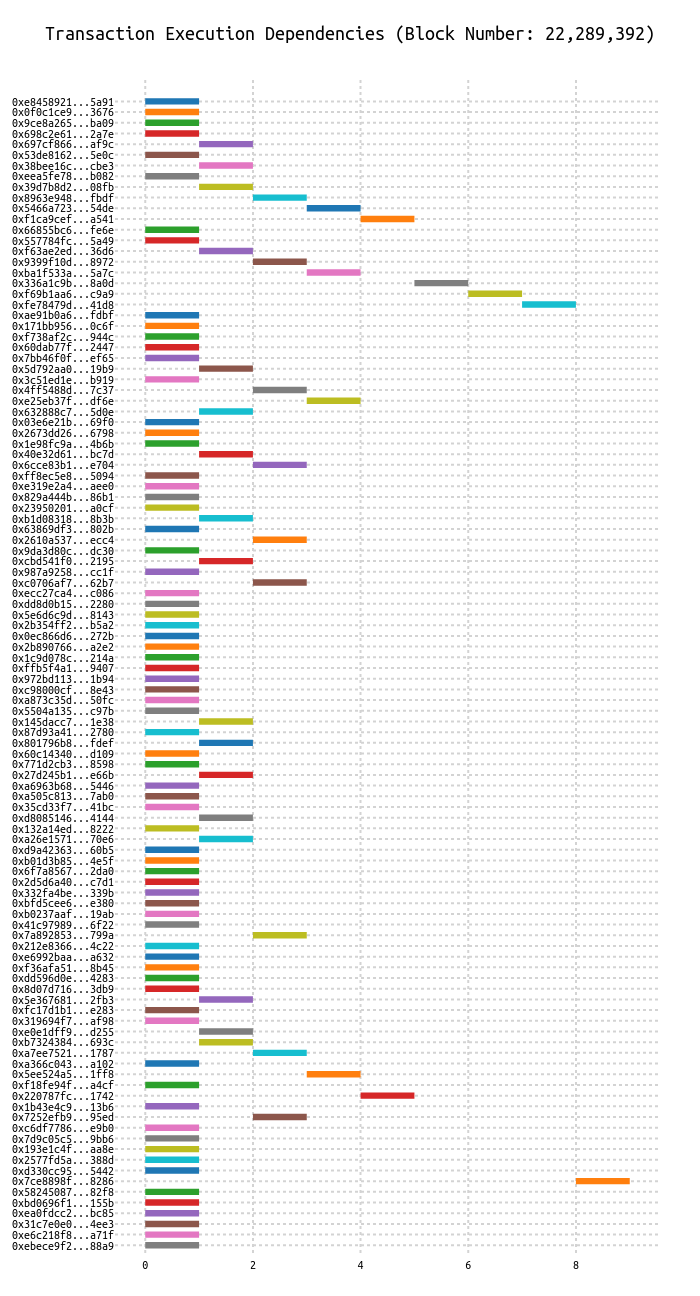 Transaction Execution Dependencies (Block Number: 22,289,392)
0xe8458921...5a91
0x0f0c1ce9...3676
0x9ce8a265...ba09
0x698c2e61...2a7e
0x697cf866...af9c
0x53de8162...5e0c
0x38bee16c...cbe3
0xeea5fe78...b082
0x39d7b8d2...08fb
0x8963e948...fbdf
0x5466a723...54de
0xf1ca9cef...a541
0x66855bc6...fe6e
0x557784fc...5a49
0xf63ae2ed...36d6
0x9399f10d...8972
0xba1f533a...5a7c
0x336a1c9b...8a0d
0xf69b1aa6...c9a9
0xfe78479d...41d8
0xae91b0a6...fdbf
0x171bb956...0c6f
0xf738af2c...944c
0x60dab77f...2447
0x7bb46f0f...ef65
0x5d792aa0...19b9
0x3c51ed1e...b919
0x4ff5488d...7c37
0xe25eb37f...df6e
0x632888c7...5d0e
0x03e6e21b...69f0
0x2673dd26...6798
0x1e98fc9a...4b6b
0x40e32d61...bc7d
0x6cce83b1...e704
0xff8ec5e8...5094
0xe319e2a4...aee0
0x829a444b...86b1
0x23950201...a0cf
0xb1d08318...8b3b
0x63869df3...802b
0x2610a537...ecc4
0x9da3d80c...dc30
0xcbd541f0...2195
0x987a9258...cc1f
0xc0706af7...62b7
0xecc27ca4...c086
0xdd8d0b15...2280
0x5e6d6c9d...8143
0x2b354ff2...b5a2
0x0ec866d6...272b
0x2b890766...a2e2
0x1c9d078c...214a
0xffb5f4a1...9407
0x972bd113...1b94
0xc98000cf...8e43
0xa873c35d...50fc
0x5504a135...c97b
0x145dacc7...1e38
0x87d93a41...2780
0x801796b8...fdef
0x60c14340...d109
0x771d2cb3...8598
0x27d245b1...e66b
0xa6963b68...5446
0xa505c813...7ab0
0x35cd33f7...41bc
0xd8085146...4144
0x132a14ed...8222
0xa26e1571...70e6
0xd9a42363...60b5
0xb01d3b85...4e5f
0x6f7a8567...2da0
0x2d5d6a40...c7d1
0x332fa4be...339b
0xbfd5cee6...e380
0xb0237aaf...19ab
0x41c97989...6f22
0x7a892853...799a
0x212e8366...4c22
0xe6992baa...a632
0xf36afa51...8b45
0xdd596d0e...4283
0x8d07d716...3db9
0x5e367681...2fb3
0xfc17d1b1...e283
0x319694f7...af98
0xe0e1dff9...d255
0xb7324384...693c
0xa7ee7521...1787
0xa366c043...a102
0x5ee524a5...1ff8
0xf18fe94f...a4cf
0x220787fc...1742
0x1b43e4c9...13b6
0x7252efb9...95ed
0xc6df7786...e9b0
0x7d9c05c5...9bb6
0x193e1c4f...aa8e
0x2577fd5a...388d
0xd330cc95...5442
0x7ce8898f...8286
0x58245087...82f8
0xbd0696f1...155b
0xea0fdcc2...bc85
0x31c7e0e0...4ee3
0xe6c218f8...a71f
0xebece9f2...88a9
0 2 4 6 8